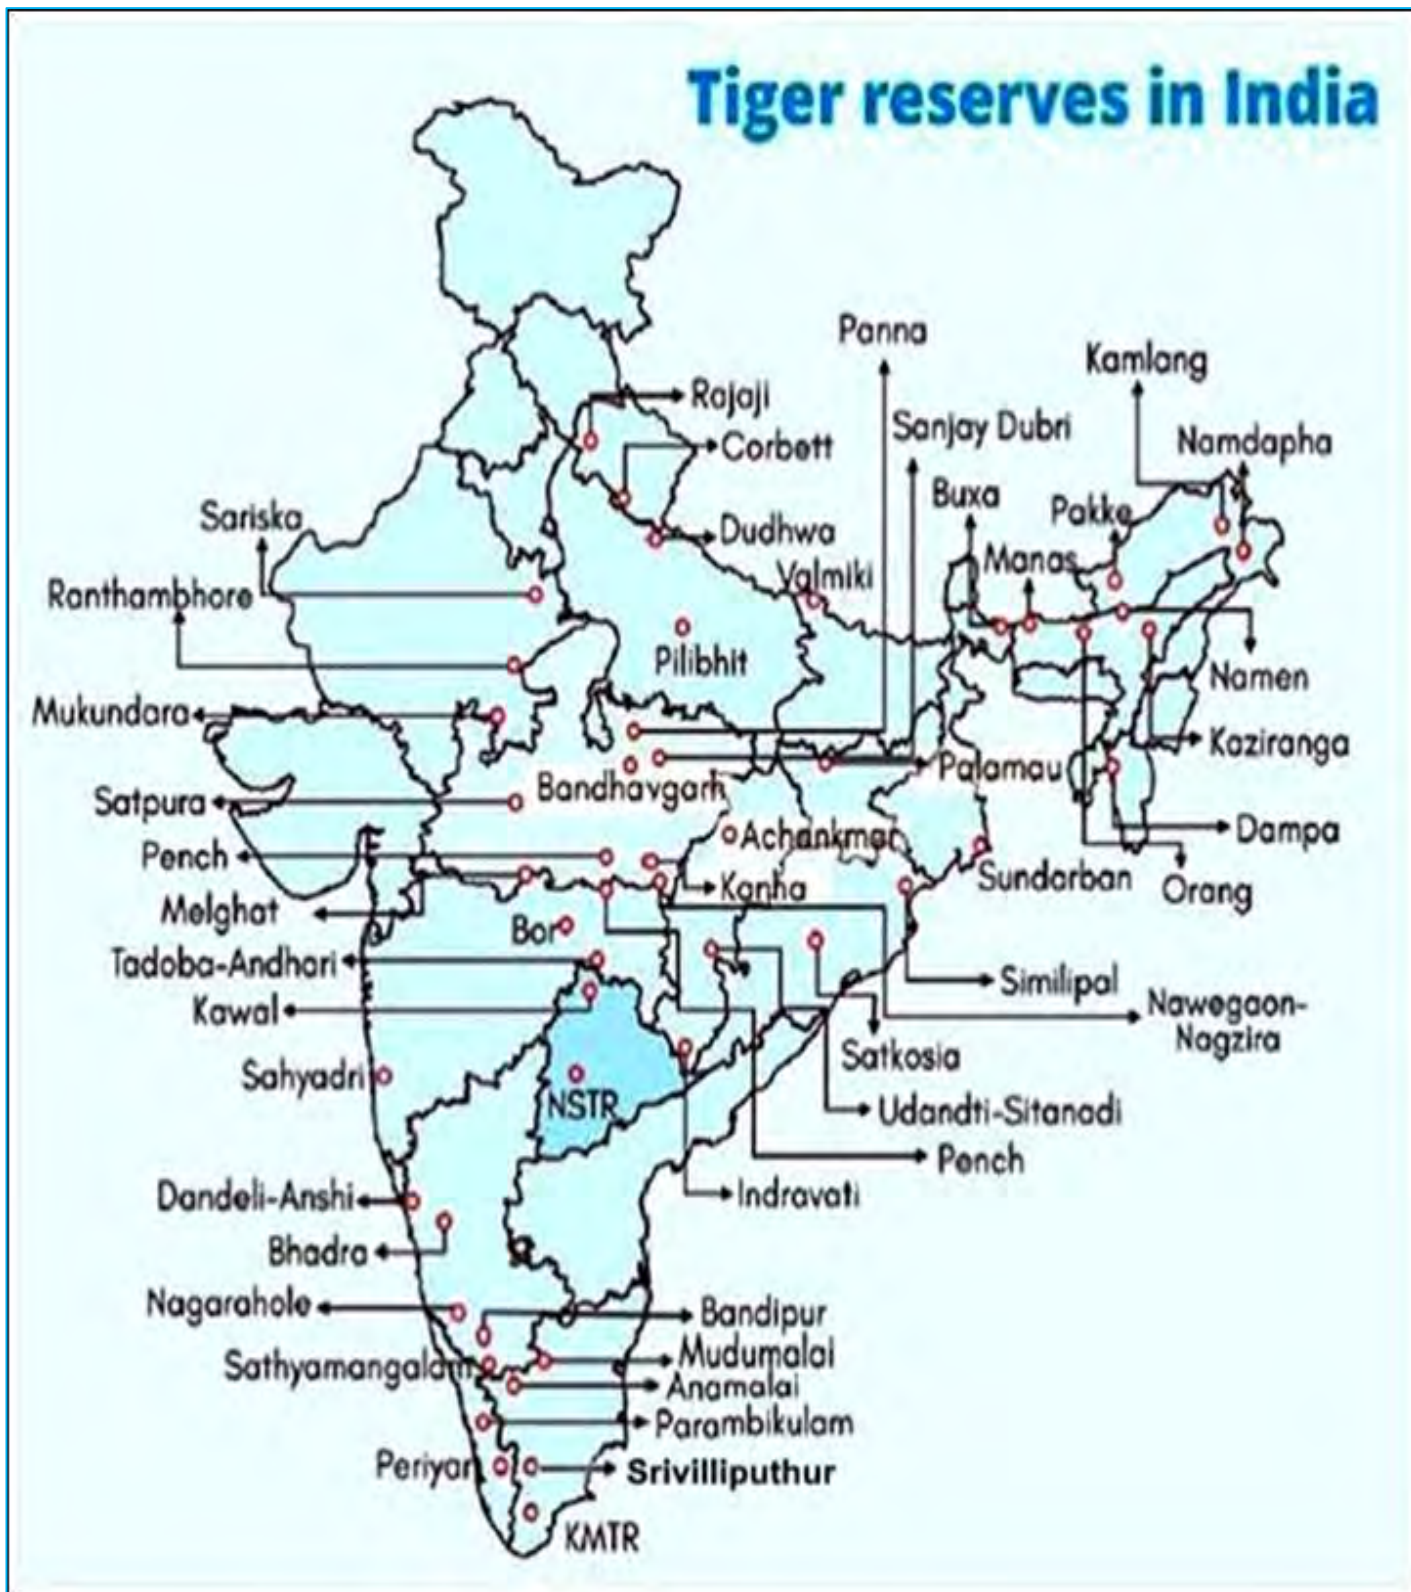 Tiger reserves in India
Panna
Kamlang
Rajaji
Sanjay Dubri
Corbett
Namdapha
Buxa
Sariska
Pakke
Dudhwa
Manas
Valmiki
Ranthambhore
Pilibhit
Namen
Mukundara
Kaziranga
Palamau
Bandhavgarh
Satpura
Dampa
Achankmar
Pench
Sundarban
Kanha
Orang
Melghat
Bor
Tadoba-Andhari
Similipal
Kawal
Nawegaon-
Nagzira
Satkosia
Sahyadri
NSTR
Udandti-Sitanadi
Pench
Dandeli-Anshi
Indravati
Bhadra
Nagarahole
Bandipur
Mudumalai
Sathyamangalam
Anamalai
Parambikulam
Periyar
Srivilliputhur
KMTR